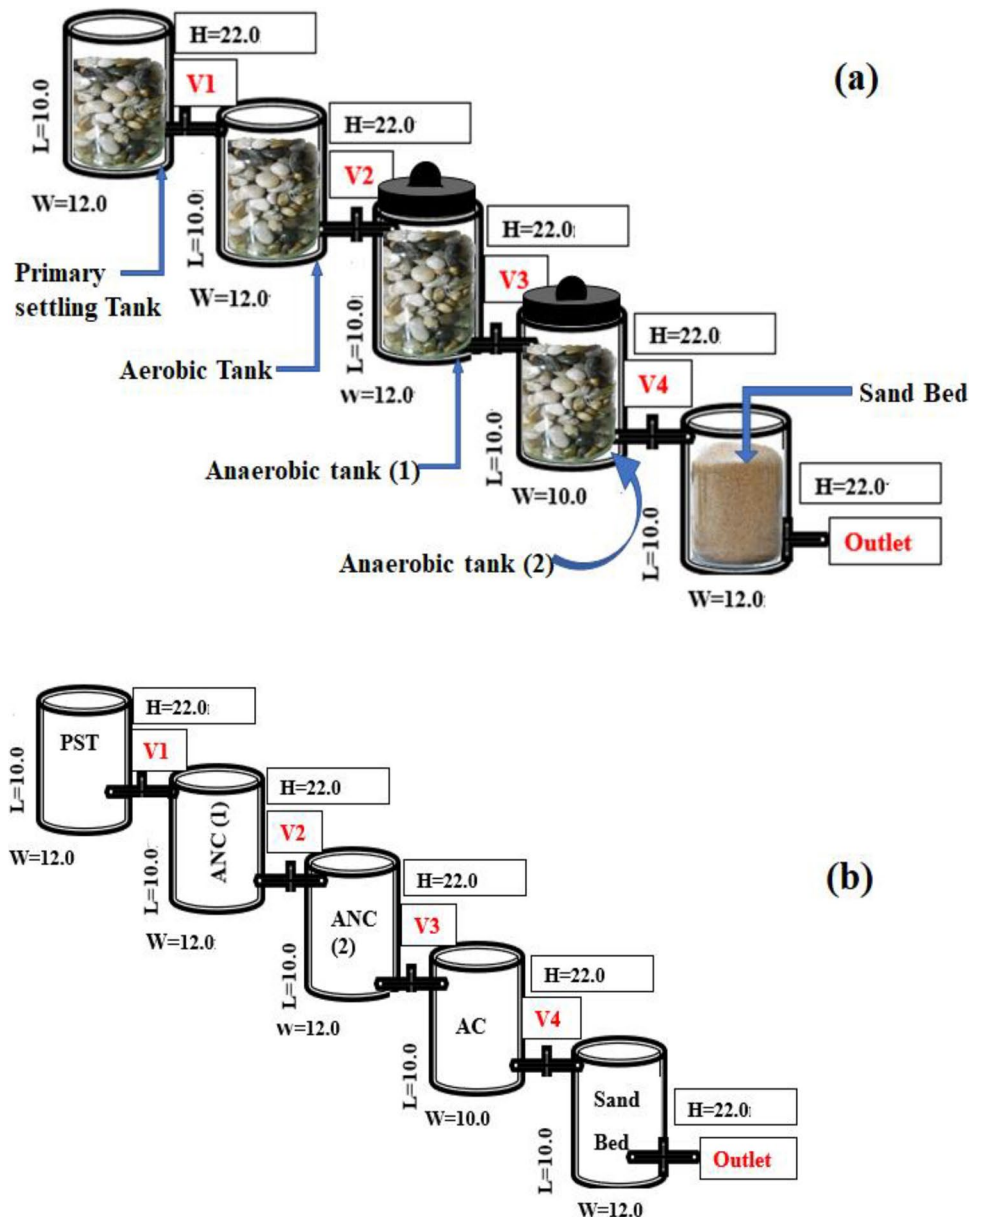 H=22.0
(a)
V1
L=10.0
H=22.0
W=12.0
V2
L=10.0
H=22.0
Primary
settling Tank
W=12.0
V3
L=10.0
H=22.0
Aerobic Tank
W=12.0
V4
Sand Bed
L=10.0
Anaerobic tank (1)
H=22.0
W=10.0
L=10.0
Outlet
Anaerobic tank (2)
W=12.0
H=22.0
PST
V1
L=10.0
H=22.0
W=12.0
ANC (1)
V2
L=10.0
(b)
H=22.0
W=12.0
ANC
(2)
V3
L=10.0
H=22.0
W=12.0
AC
V4
L=10.0
Sand
Bed
H=22.0
W=10.0
L=10.0
Outlet
W=12.0